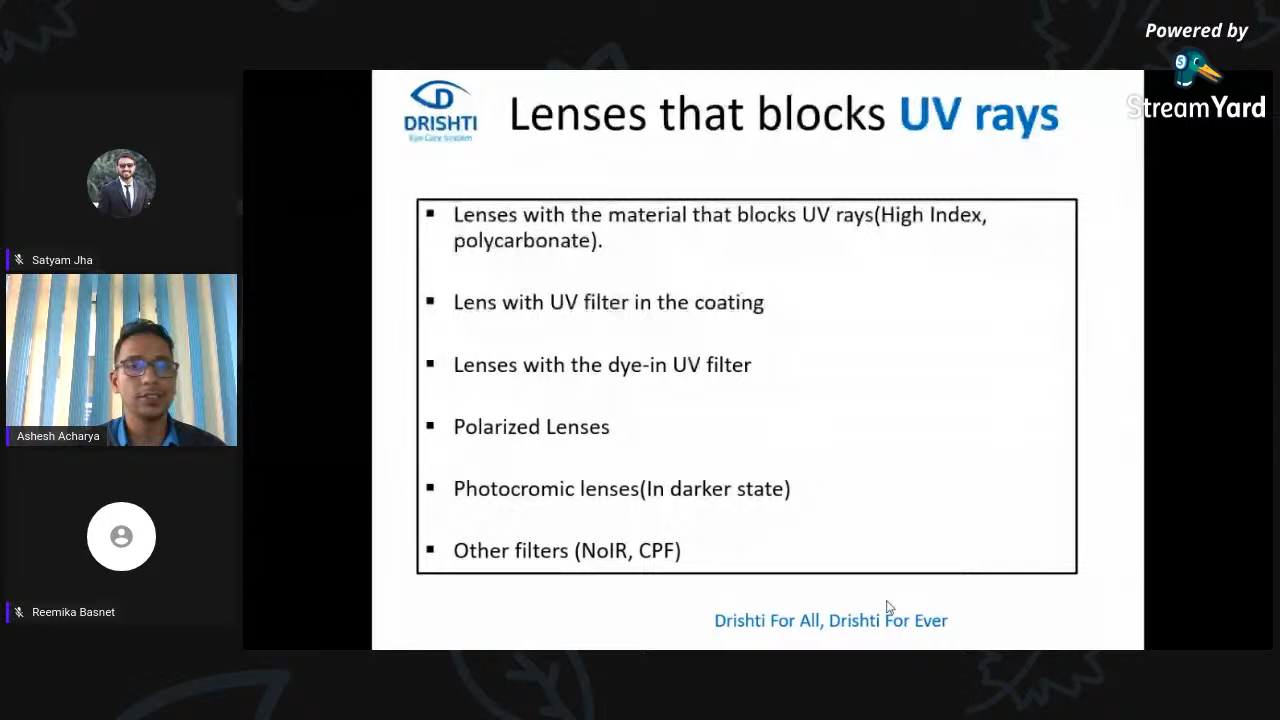 Powered by
StreamYard
DRISHTI
Eye Care System
Lenses that blocks UV rays
▪ Lenses with the material that blocks UV rays(High Index,
polycarbonate).
▪ Lens with UV filter in the coating
▪ Lenses with the dye-in UV filter
▪ Polarized Lenses
▪ Photocromic lenses(In darker state)
▪ Other filters (NoIR, CPF)
Drishti For All, Drishti For Ever
Satyam Jha
Ashesh Acharya
Reemika Basnet